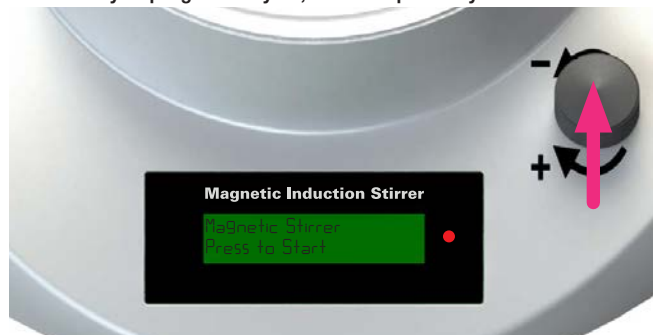 -
+
Magnetic Induction Stirrer
Magnetic Stirrer
Press to Start